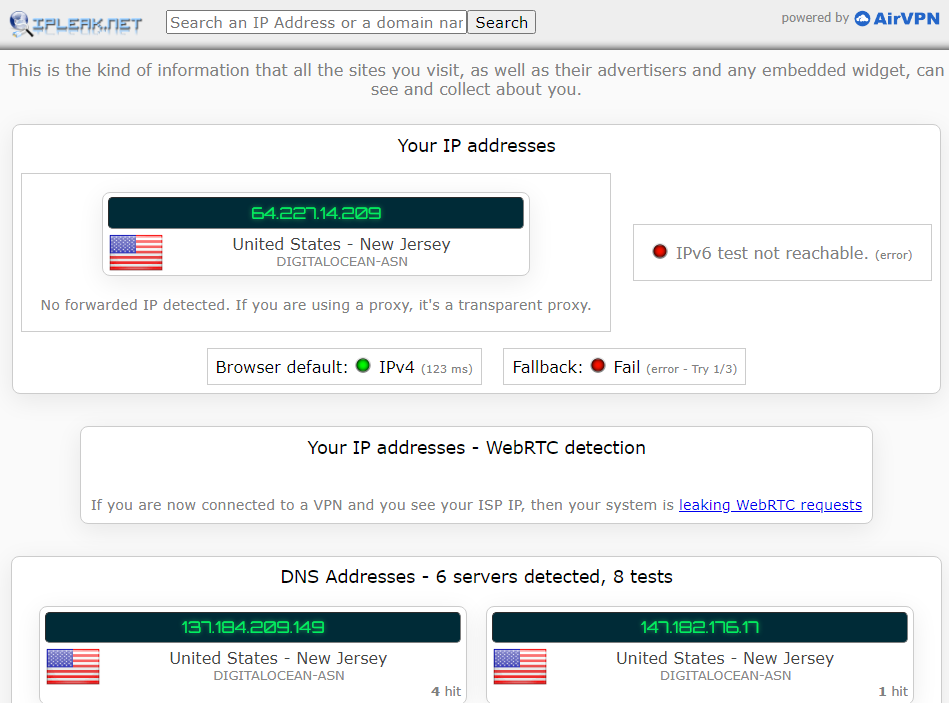 IPLEAK.NET
Search an IP Address or a domain nar
Search
powered by AirVPN
This is the kind of information that all the sites you visit, as well as their advertisers and any embedded widget, can
see and collect about you.
Your IP addresses
64.227.14.209
United States - New Jersey
DIGITALOCEAN-ASN
No forwarded IP detected. If you are using a proxy, it's a transparent proxy.
IPv6 test not reachable. (error)
Browser default: IPv4 (123 ms)
Fallback: Fail (error - Try 1/3)
Your IP addresses - WebRTC detection
If you are now connected to a VPN and you see your ISP IP, then your system is leaking WebRTC requests
DNS Addresses - 6 servers detected, 8 tests
137.184.209.149
United States - New Jersey
DIGITALOCEAN-ASN
4 hit
147.182.176.17
United States - New Jersey
DIGITALOCEAN-ASN
1 hit